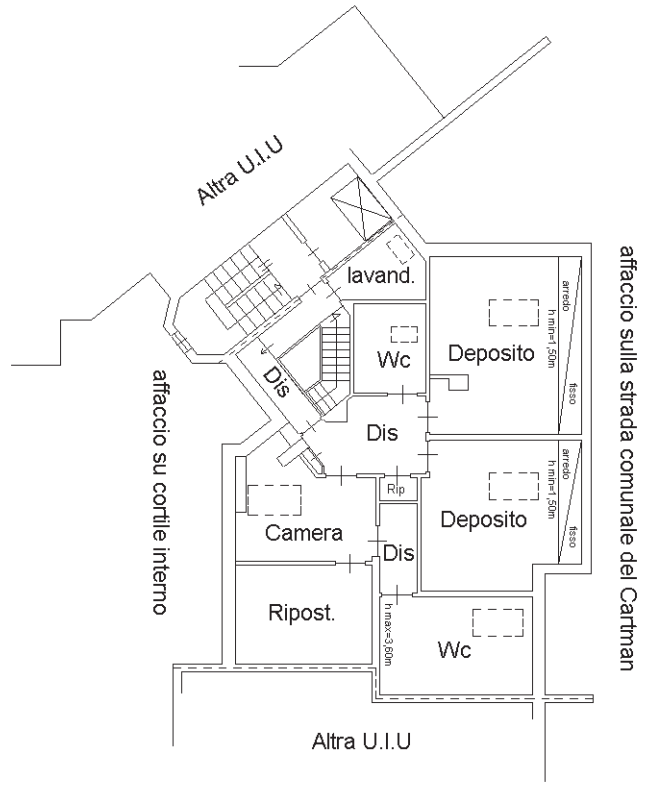 Altra U.I.U
lavand.
Wc
Deposito
arredo
h min=1,50m
fisso
Dis
Dis
affaccio su cortile interno
affaccio sulla strada comunale del Cartman
Rip
Camera
Dis
Deposito
arredo
h min=1,50m
fisso
Ripost.
h max=3,60m
Wc
Altra U.I.U